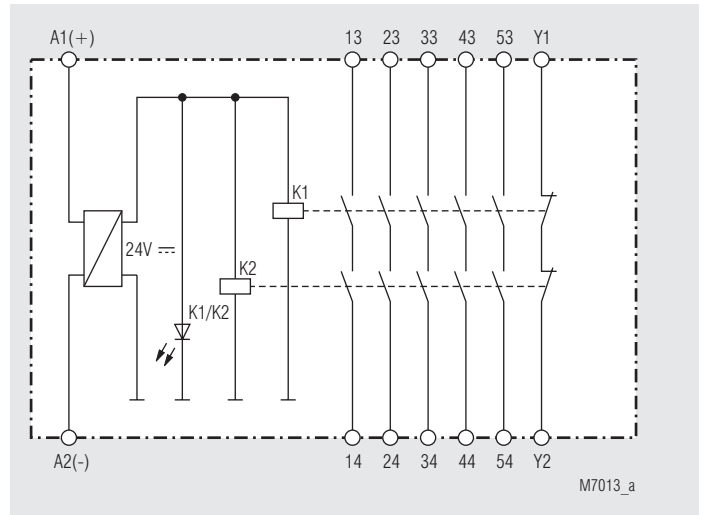 A1(+) 13 23 33 43 53 Y1
K1
24V
K2
K1/K2
A2(-) 14 24 34 44 54 Y2
M7013_a